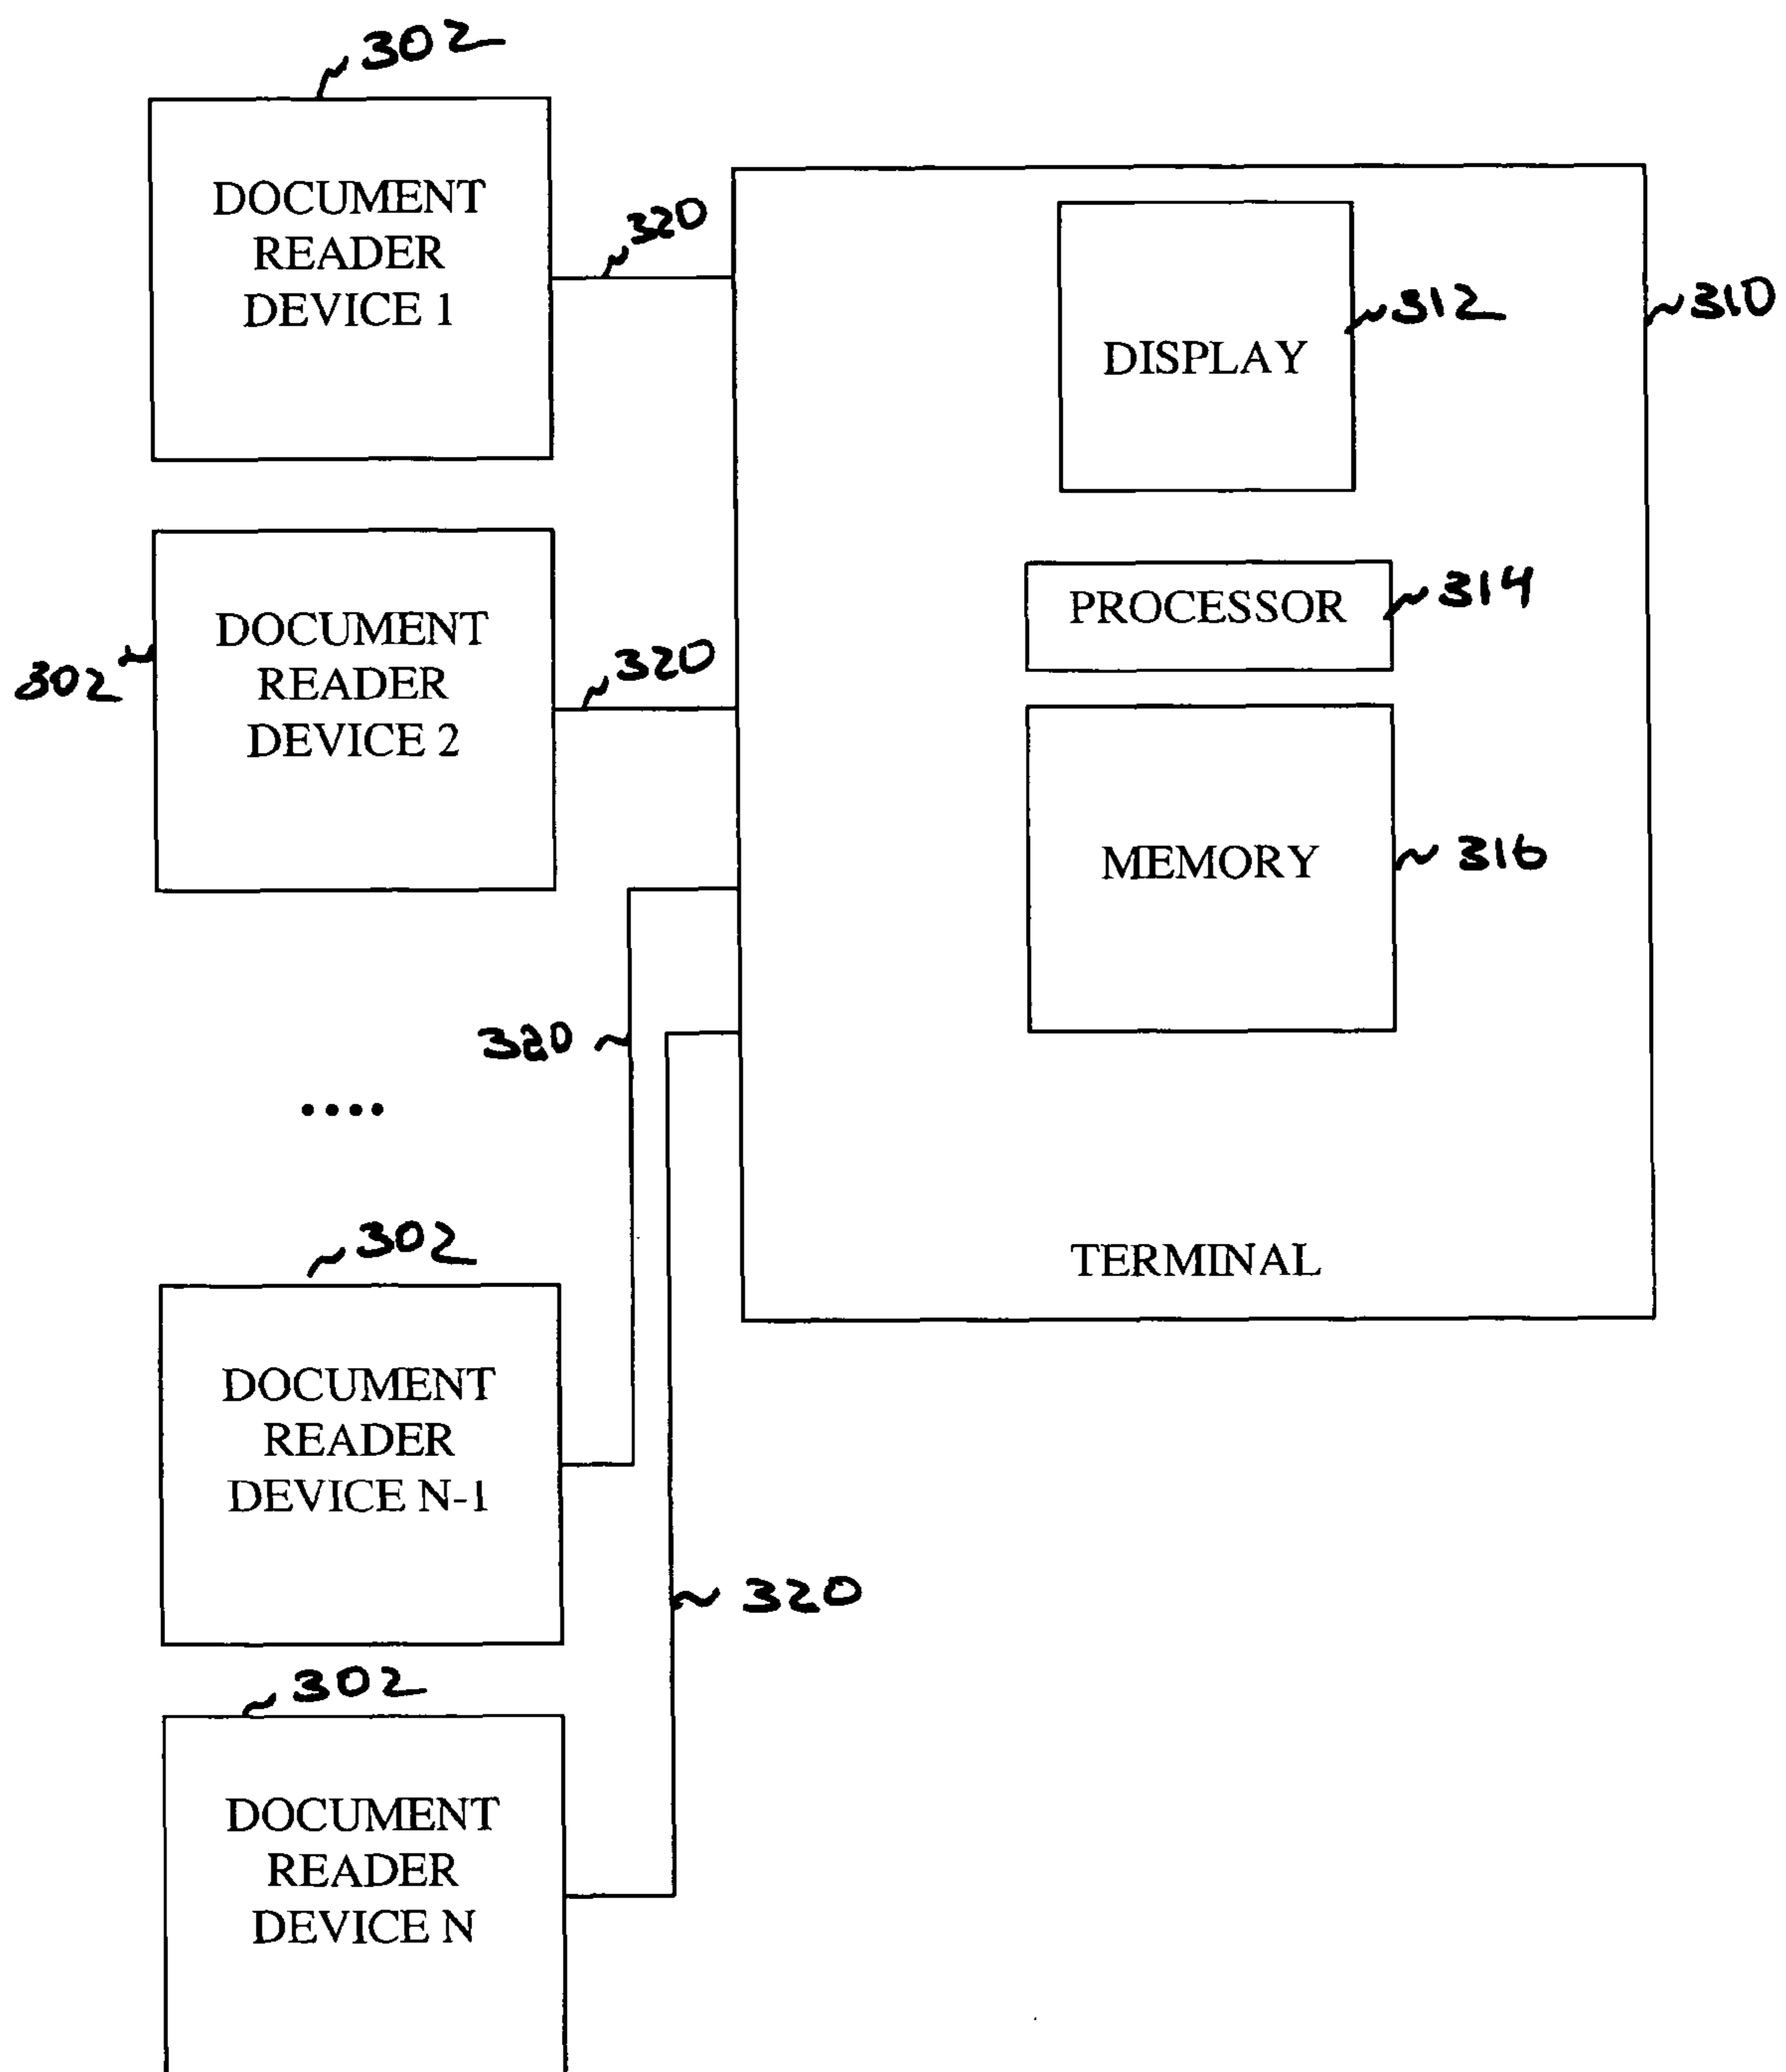 302
DOCUMENT
READER
DEVICE 1
320
DISPLAY
312
310
302
DOCUMENT
READER
DEVICE 2
320
PROCESSOR
314
MEMORY
316
320
....
TERMINAL
302
DOCUMENT
READER
DEVICE N-1
320
302
DOCUMENT
READER
DEVICE N